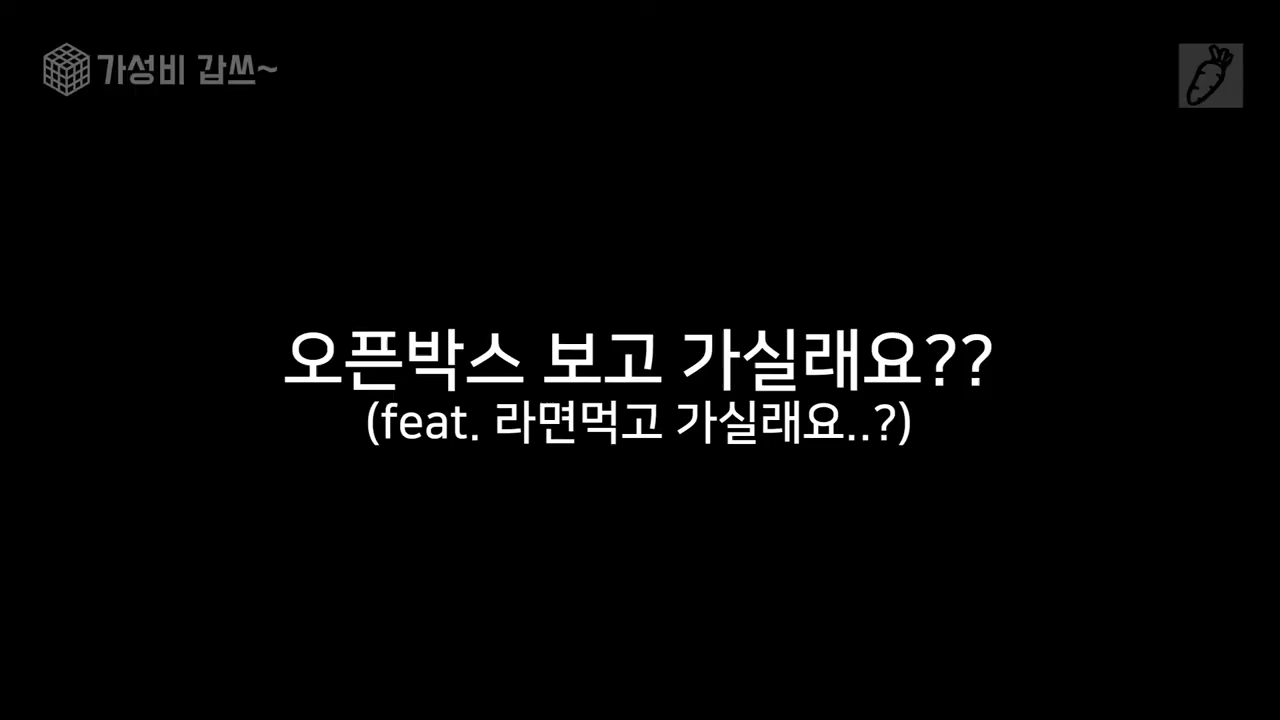 가성비 갑쓰~
오픈박스 보고 가실래요??
(feat. 라면먹고 가실래요..?)